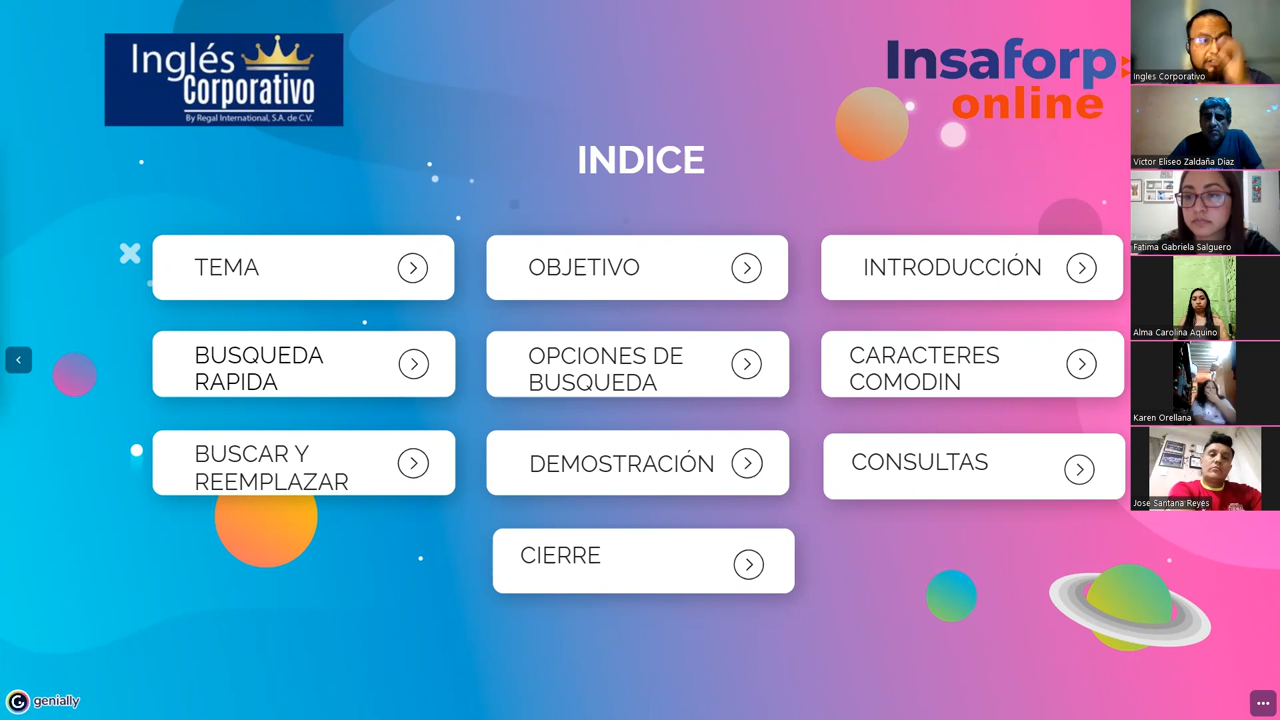 Inglés
Corporativo
By Regal International, S.A. de C.V.
Insaforp
online
INDICE
TEMA
OBJETIVO
INTRODUCCIÓN
BUSQUEDA
RAPIDA
OPCIONES DE
BUSQUEDA
CARACTERES
COMODIN
BUSCAR Y
REEMPLAZAR
DEMOSTRACIÓN
CONSULTAS
CIERRE
genially
Ingles Corporativo
Victor Eliseo Zaldaña Diaz
Fatima Gabriela Salguero
Alma Carolina Aquino
Karen Orellana
Jose Santana Reyes